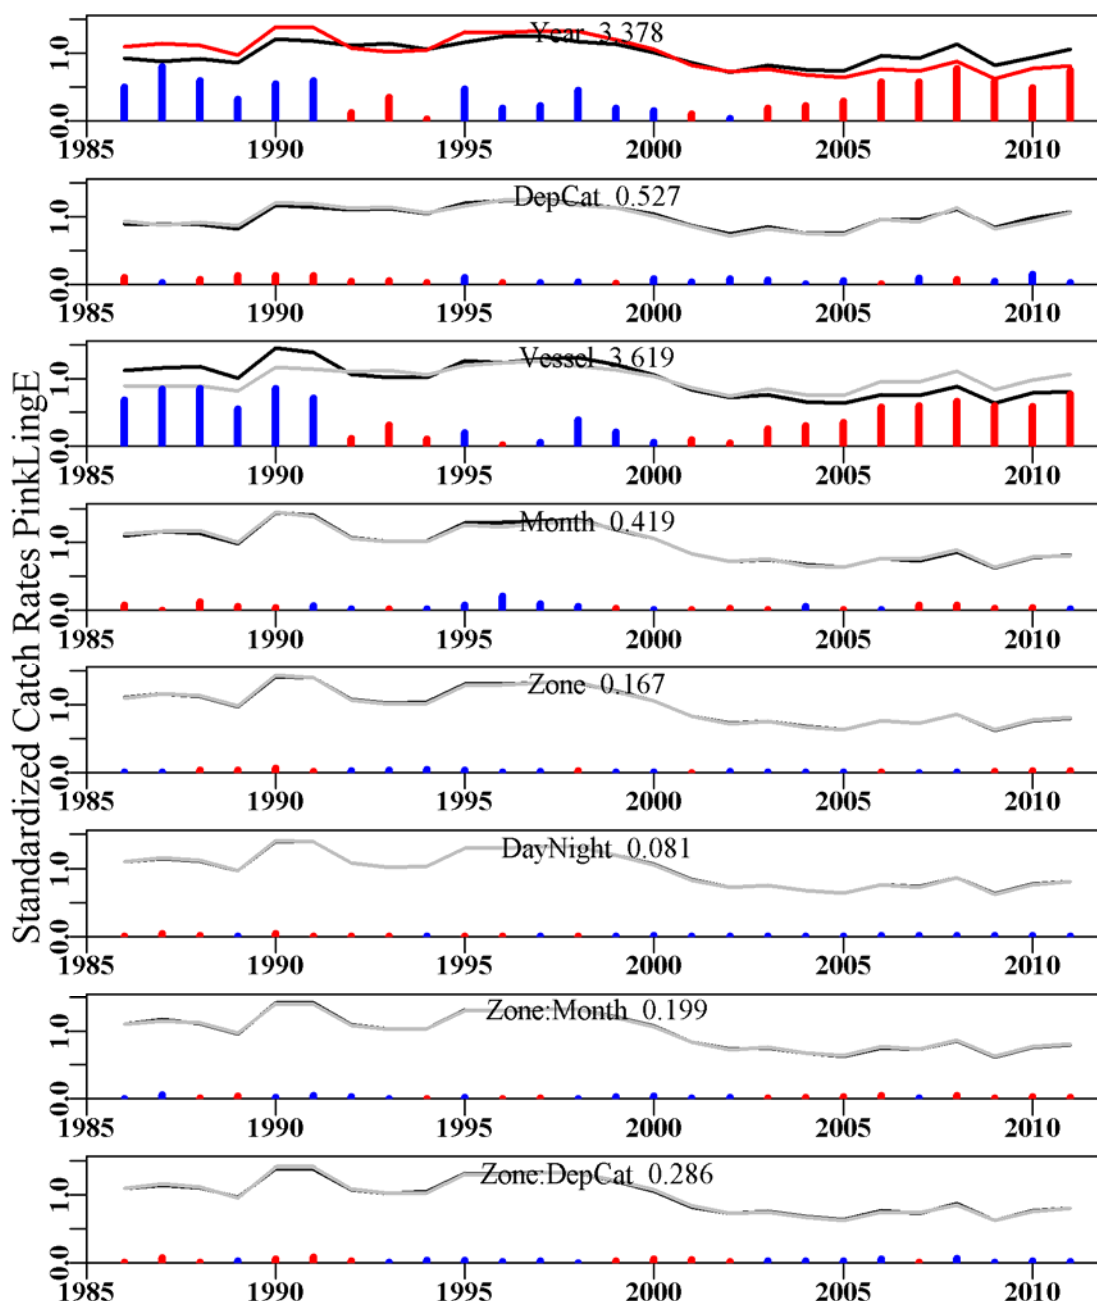 Standardized Catch Rates PinkLingE
Year 3.378
0.0 1.0
1985 1990 1995 2000 2005 2010
DepCat 0.527
0.0 1.0
1985 1990 1995 2000 2005 2010
Vessel 3.619
0.0 1.0
1985 1990 1995 2000 2005 2010
Month 0.419
0.0 1.0
1985 1990 1995 2000 2005 2010
Zone 0.167
0.0 1.0
1985 1990 1995 2000 2005 2010
DayNight 0.081
0.0 1.0
1985 1990 1995 2000 2005 2010
Zone:Month 0.199
0.0 1.0
1985 1990 1995 2000 2005 2010
Zone:DepCat 0.286
0.0 1.0
1985 1990 1995 2000 2005 2010